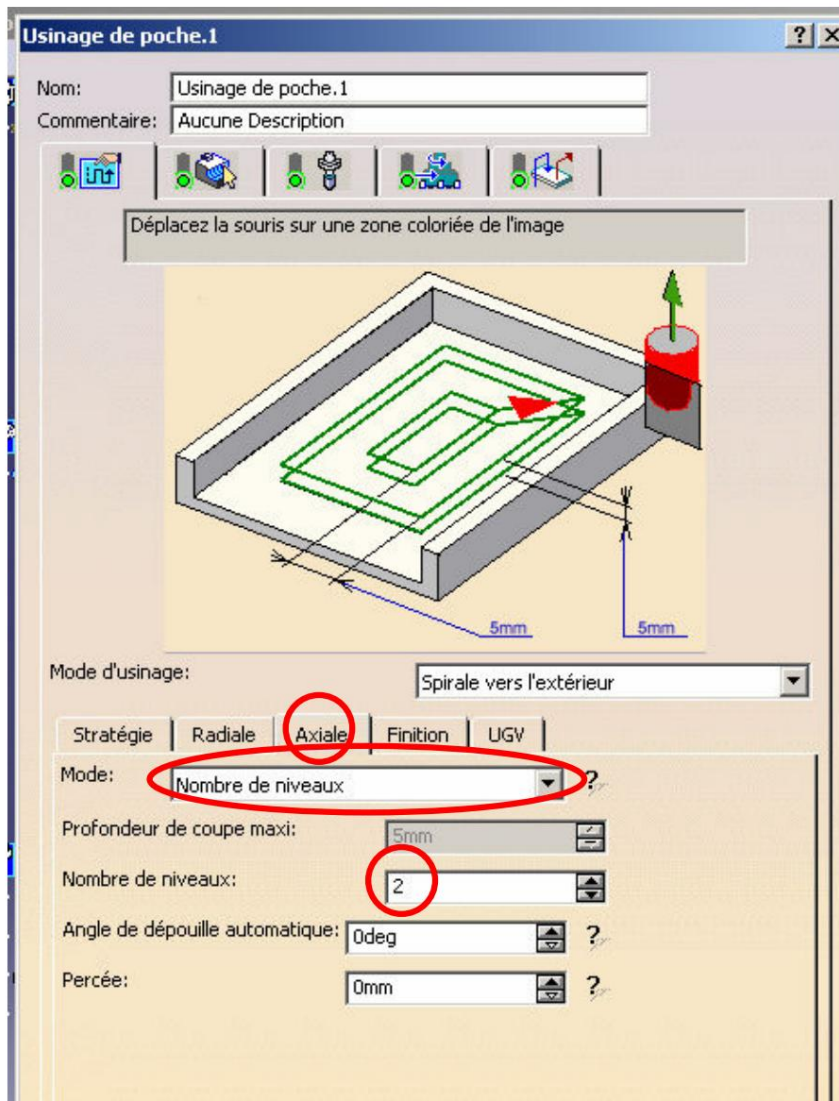 Usinage de poche.1
Nom: Usinage de poche.1
Commentaire: Aucune Description
Déplacez la souris sur une zone coloriée de l'image
5mm 5mm
Mode d'usinage: Spirale vers l'extérieur
Stratégie Radiale Axiale Finition UGV
Mode: Nombre de niveaux ?
Profondeur de coupe maxi: 5mm
Nombre de niveaux: 2
Angle de dépouille automatique: 0deg ?
Percée: 0mm ?